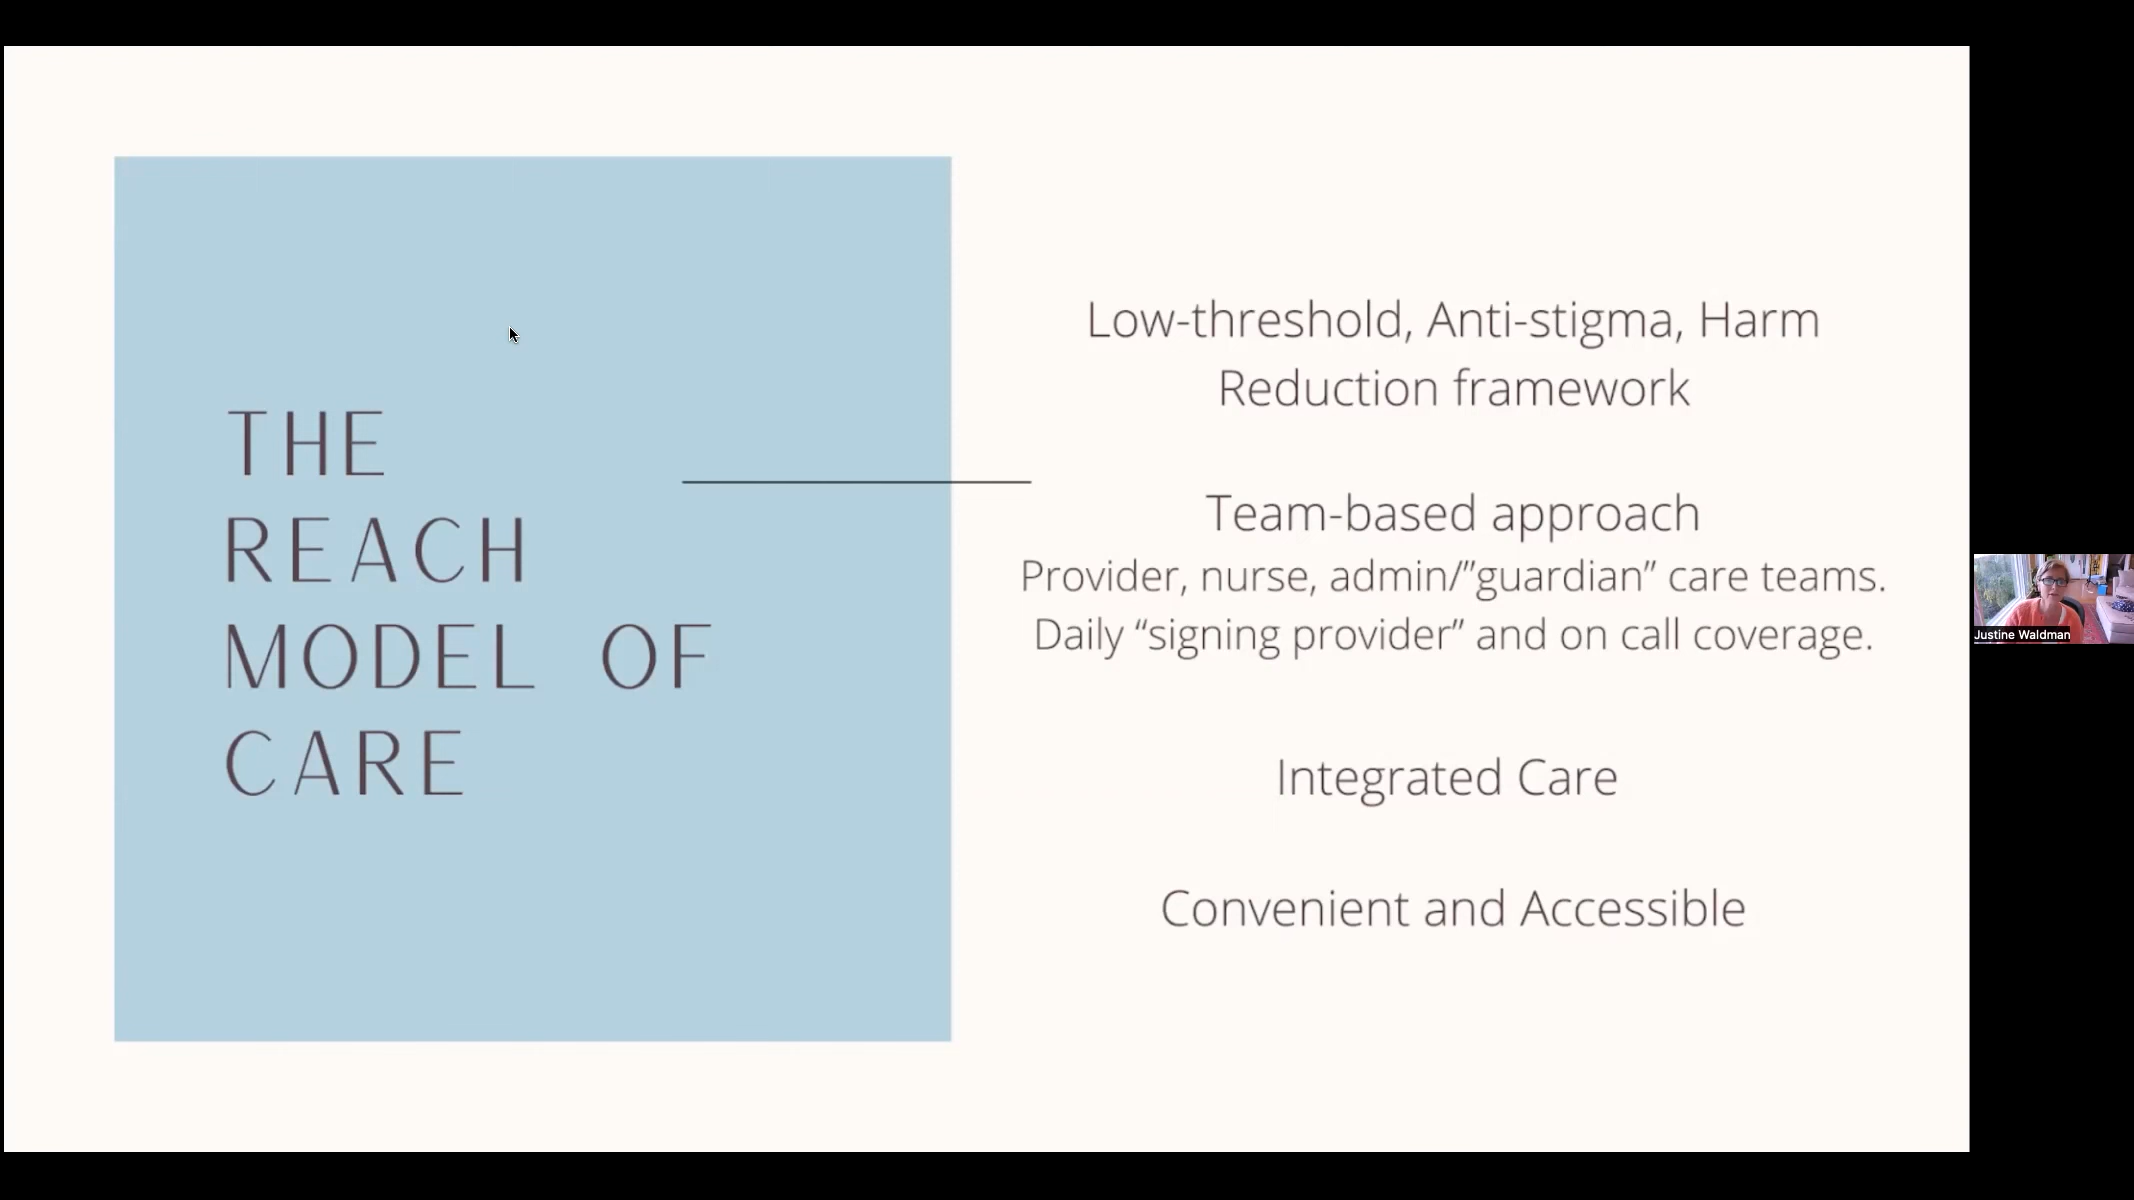 THE
REACH
MODEL OF
CARE
Low-threshold, Anti-stigma, Harm
Reduction framework
Team-based approach
Provider, nurse, admin/”guardian” care teams.
Daily “signing provider” and on call coverage.
Integrated Care
Convenient and Accessible
Justine Waldman